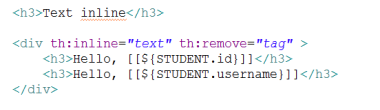 <h3>Text inline</h3>
<div th:inline="text" th:remove="tag" >
<h3>Hello, [[${STUDENT.id}]]</h3>
<h3>Hello, [[${STUDENT.username}]]</h3>
</div>